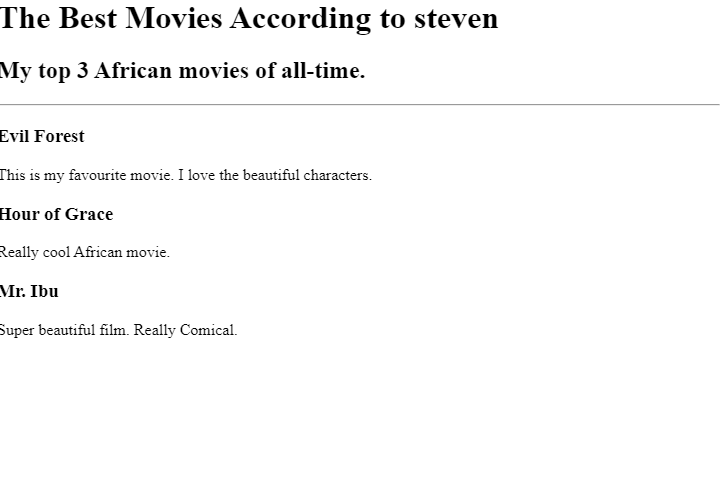 The Best Movies According to steven
My top 3 African movies of all-time.
Evil Forest
This is my favourite movie. I love the beautiful characters.
Hour of Grace
Really cool African movie.
Mr. Ibu
Super beautiful film. Really Comical.